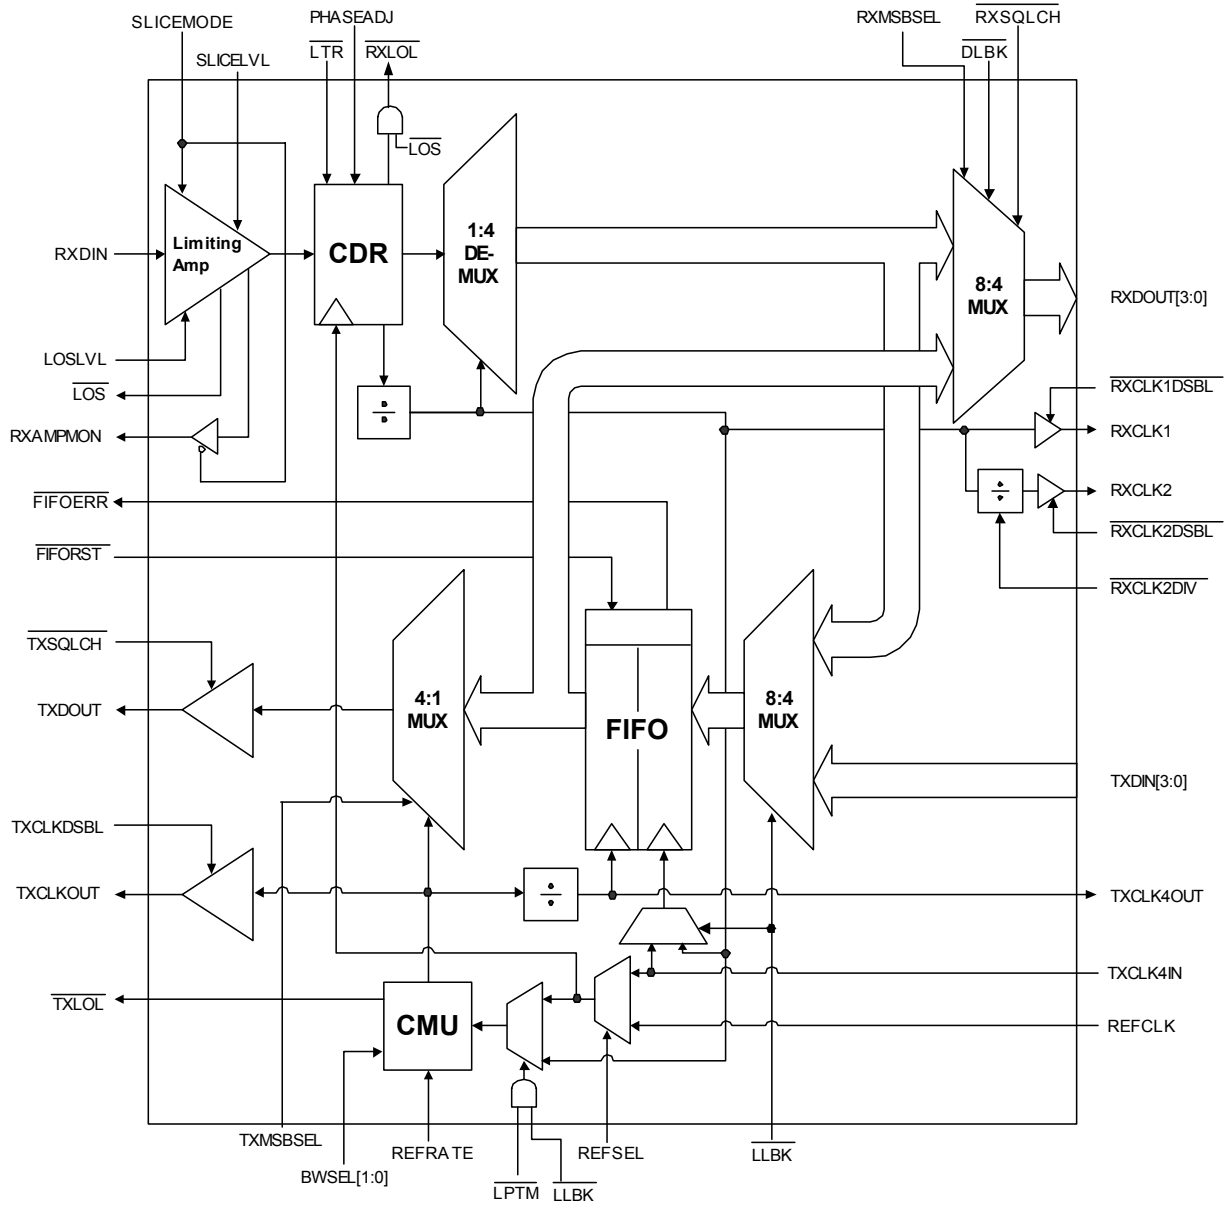 SLICEMODE
PHASEADJ
RXMSBSEL
RXSQLCH
SLICELVL
LTR
RXLOL
DLBK
LOS
RXDIN
Limiting
Amp
CDR
1:4
DE-
MUX
8:4
MUX
RXDOUT[3:0]
LOSLVL
LOS
÷
RXAMPMON
RXCLK1DSBL
RXCLK1
÷
RXCLK2
FIFOERR
RXCLK2DSBL
FIFORST
RXCLK2DIV
TXSQLCH
TXDOUT
4:1
MUX
FIFO
8:4
MUX
TXDIN[3:0]
TXCLKDSBL
TXCLKOUT
÷
TXCLK4OUT
TXCLK4IN
TXLOL
CMU
REFCLK
TXMSBSEL
REFRATE
REFSEL
LLBK
BWSEL[1:0]
LPTM
LLBK